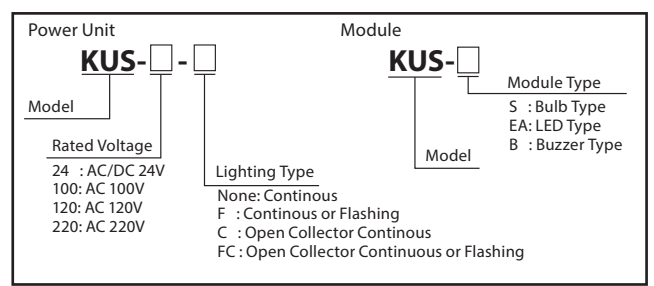 Power Unit
KUS-□-□
Model
Rated Voltage
24 : AC/DC 24V
100: AC 100V
120: AC 120V
220: AC 220V
Lighting Type
None: Continous
F : Continous or Flashing
C : Open Collector Continous
FC : Open Collector Continuous or Flashing
Module
KUS-□
Module Type
S : Bulb Type
EA: LED Type
B : Buzzer Type
Model